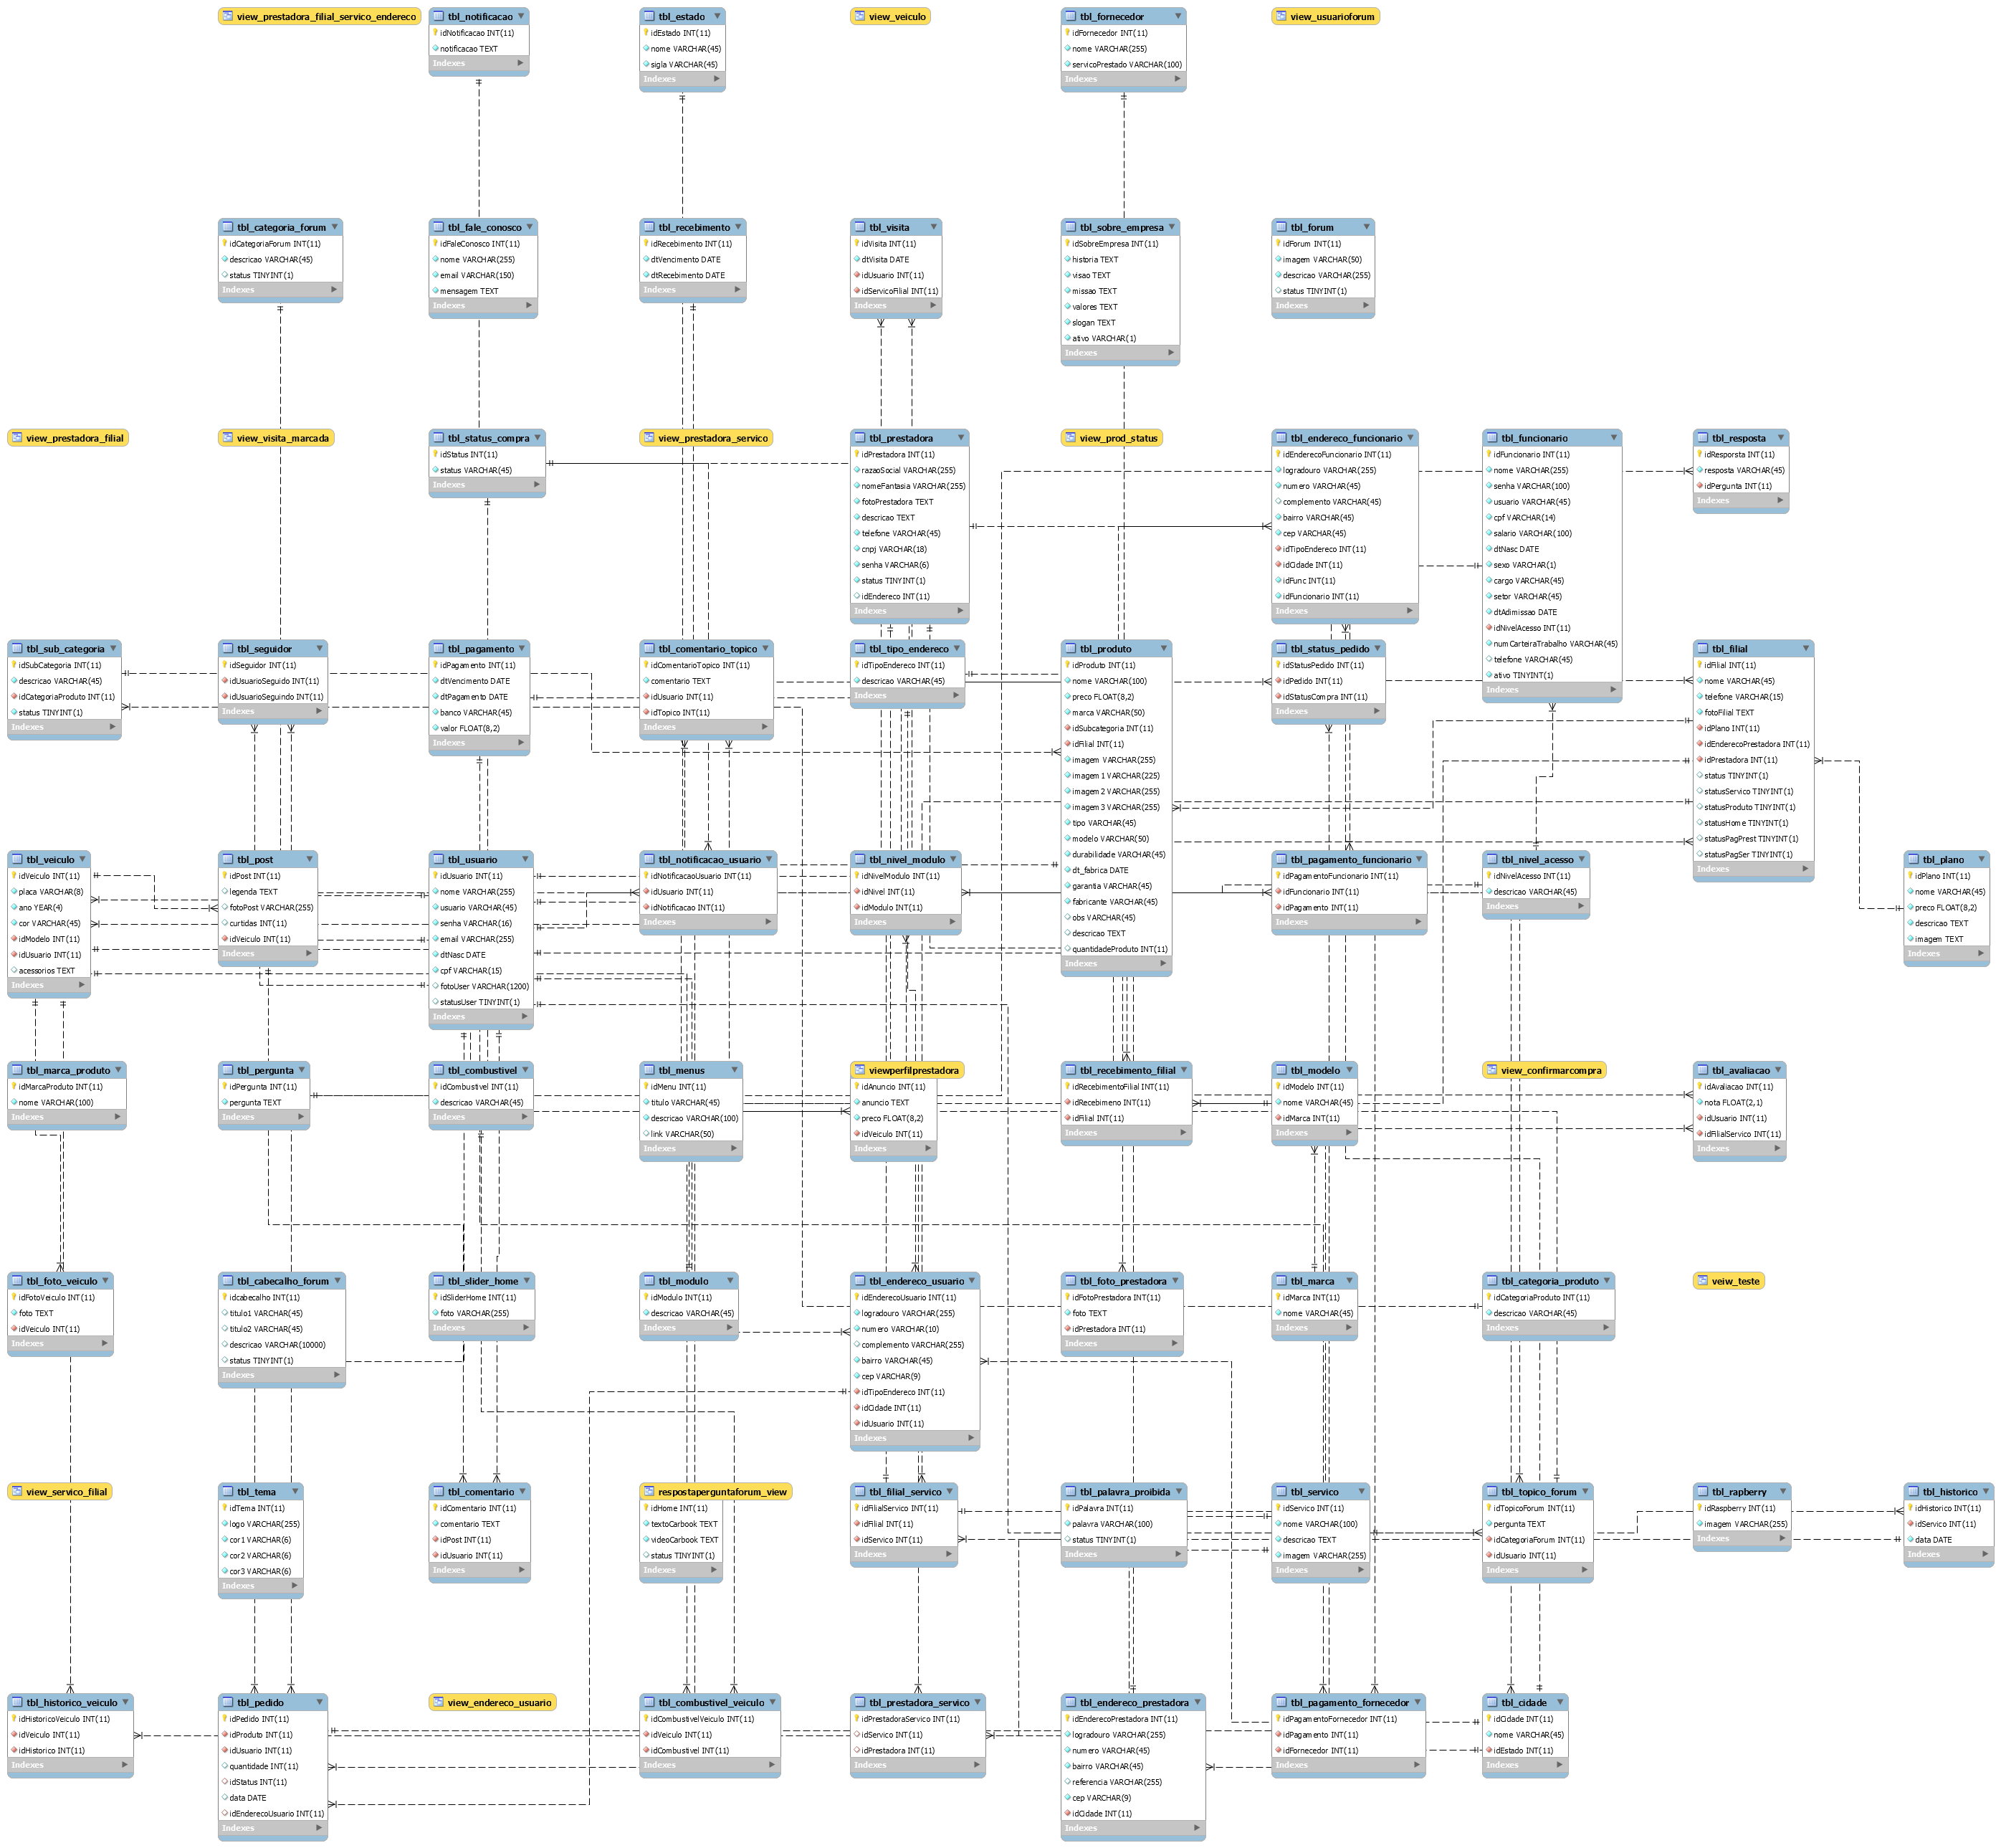 view_prestadora_filial_servico_endereco
tbl_notificacao
idNotificacao INT(11)
notificacao TEXT
Indexes
tbl_estado
idEstado INT(11)
nome VARCHAR(45)
sigla VARCHAR(45)
Indexes
view_veiculo
tbl_fornecedor
idFornecedor INT(11)
nome VARCHAR(255)
servicoPrestado VARCHAR(100)
Indexes
view_usuarioforum
tbl_categoria_forum
idCategoriaForum INT(11)
descricao VARCHAR(45)
status TINYINT(1)
Indexes
tbl_fale_conosco
idFaleConosco INT(11)
nome VARCHAR(255)
email VARCHAR(150)
mensagem TEXT
Indexes
tbl_recebimento
idRecebimento INT(11)
dtVencimento DATE
dtRecebimento DATE
Indexes
tbl_visita
idVisita INT(11)
dtVisita DATE
idUsuario INT(11)
idServicoFilial INT(11)
Indexes
tbl_sobre_empresa
idSobreEmpresa INT(11)
historia TEXT
visao TEXT
missao TEXT
valores TEXT
slogan TEXT
ativo VARCHAR(1)
Indexes
tbl_forum
idForum INT(11)
imagem VARCHAR(50)
descricao VARCHAR(255)
status TINYINT(1)
Indexes
view_prestadora_filial
view_visita_marcada
tbl_status_compra
idStatus INT(11)
status VARCHAR(45)
Indexes
view_prestadora_servico
tbl_prestadora
idPrestadora INT(11)
razaoSocial VARCHAR(255)
nomeFantasia VARCHAR(255)
fotoPrestadora TEXT
descricao TEXT
telefone VARCHAR(45)
cnpj VARCHAR(18)
senha VARCHAR(6)
status TINYINT(1)
idEndereco INT(11)
Indexes
view_prod_status
tbl_endereco_funcionario
idEnderecoFuncionario INT(11)
logradouro VARCHAR(255)
numero VARCHAR(45)
complemento VARCHAR(45)
bairro VARCHAR(45)
cep VARCHAR(45)
idTipoEndereco INT(11)
idCidade INT(11)
idFunc INT(11)
idFuncionario INT(11)
Indexes
tbl_funcionario
idFuncionario INT(11)
nome VARCHAR(255)
senha VARCHAR(100)
usuario VARCHAR(45)
cpf VARCHAR(14)
salario VARCHAR(100)
dtNasc DATE
sexo VARCHAR(1)
cargo VARCHAR(45)
setor VARCHAR(45)
dtAdimissao DATE
idNivelAcesso INT(11)
numCarteiraTrabalho VARCHAR(45)
telefone VARCHAR(45)
ativo TINYINT(1)
Indexes
tbl_resposta
idResporsta INT(11)
resposta VARCHAR(45)
idPergunta INT(11)
Indexes
tbl_sub_categoria
idSubCategoria INT(11)
descricao VARCHAR(45)
idCategoriaProduto INT(11)
status TINYINT(1)
Indexes
tbl_seguidor
idSeguidor INT(11)
idUsuarioSeguido INT(11)
idUsuarioSeguindo INT(11)
Indexes
tbl_pagamento
idPagamento INT(11)
dtVencimento DATE
dtPagamento DATE
banco VARCHAR(45)
valor FLOAT(8,2)
Indexes
tbl_comentario_topico
idComentarioTopico INT(11)
comentario TEXT
idUsuario INT(11)
idTopico INT(11)
Indexes
tbl_tipo_endereco
idTipoEndereco INT(11)
descricao VARCHAR(45)
Indexes
tbl_produto
idProduto INT(11)
nome VARCHAR(100)
preco FLOAT(8,2)
marca VARCHAR(50)
idSubcategoria INT(11)
idFilial INT(11)
imagem VARCHAR(255)
imagem1 VARCHAR(225)
imagem2 VARCHAR(255)
imagem3 VARCHAR(255)
tipo VARCHAR(45)
modelo VARCHAR(50)
durabilidade VARCHAR(45)
dt_fabrica DATE
garantia VARCHAR(45)
fabricante VARCHAR(45)
obs VARCHAR(45)
descricao TEXT
quantidadeProduto INT(11)
Indexes
tbl_status_pedido
idStatusPedido INT(11)
idPedido INT(11)
idStatusCompra INT(11)
Indexes
tbl_filial
idFilial INT(11)
nome VARCHAR(45)
telefone VARCHAR(15)
fotoFilial TEXT
idPlano INT(11)
idEnderecoPrestadora INT(11)
idPrestadora INT(11)
status TINYINT(1)
statusServico TINYINT(1)
statusProduto TINYINT(1)
statusHome TINYINT(1)
statusPagPrest TINYINT(1)
statusPagSer TINYINT(1)
Indexes
tbl_veiculo
idVeiculo INT(11)
placa VARCHAR(8)
ano YEAR(4)
cor VARCHAR(45)
idModelo INT(11)
idUsuario INT(11)
acessorios TEXT
Indexes
tbl_post
idPost INT(11)
legenda TEXT
fotoPost VARCHAR(255)
curtidas INT(11)
idVeiculo INT(11)
Indexes
tbl_usuario
idUsuario INT(11)
nome VARCHAR(255)
usuario VARCHAR(45)
senha VARCHAR(16)
email VARCHAR(255)
dtNasc DATE
cpf VARCHAR(15)
fotoUser VARCHAR(1200)
statusUser TINYINT(1)
Indexes
tbl_notificacao_usuario
idNotificacaoUsuario INT(11)
idUsuario INT(11)
idNotificacao INT(11)
Indexes
tbl_nivel_modulo
idNivelModulo INT(11)
idNivel INT(11)
idModulo INT(11)
Indexes
tbl_pagamento_funcionario
idPagamentoFuncionario INT(11)
idFuncionario INT(11)
idPagamento INT(11)
Indexes
tbl_nivel_acesso
idNivelAcesso INT(11)
descricao VARCHAR(45)
Indexes
tbl_plano
idPlano INT(11)
nome VARCHAR(45)
preco FLOAT(8,2)
descricao TEXT
imagem TEXT
Indexes
tbl_marca_produto
idMarcaProduto INT(11)
nome VARCHAR(100)
Indexes
tbl_pergunta
idPergunta INT(11)
pergunta TEXT
Indexes
tbl_combustivel
idCombustivel INT(11)
descricao VARCHAR(45)
Indexes
tbl_menus
idMenu INT(11)
titulo VARCHAR(45)
descricao VARCHAR(100)
link VARCHAR(50)
Indexes
viewperfilprestadora
idAnuncio INT(11)
anuncio TEXT
preco FLOAT(8,2)
idVeiculo INT(11)
Indexes
tbl_recebimento_filial
idRecebimentoFilial INT(11)
idRecebimeno INT(11)
idFilial INT(11)
Indexes
tbl_modelo
idModelo INT(11)
nome VARCHAR(45)
idMarca INT(11)
Indexes
view_confirmarcompra
tbl_avaliacao
idAvaliacao INT(11)
nota FLOAT(2,1)
idUsuario INT(11)
idFilialServico INT(11)
Indexes
tbl_foto_veiculo
idFotoVeiculo INT(11)
foto TEXT
idVeiculo INT(11)
Indexes
tbl_cabecalho_forum
idcabecalho INT(11)
titulo1 VARCHAR(45)
titulo2 VARCHAR(45)
descricao VARCHAR(10000)
status TINYINT(1)
Indexes
tbl_slider_home
idSliderHome INT(11)
foto VARCHAR(255)
Indexes
tbl_modulo
idModulo INT(11)
descricao VARCHAR(45)
Indexes
tbl_endereco_usuario
idEnderecoUsuario INT(11)
logradouro VARCHAR(255)
numero VARCHAR(10)
complemento VARCHAR(255)
bairro VARCHAR(45)
cep VARCHAR(9)
idTipoEndereco INT(11)
idCidade INT(11)
idUsuario INT(11)
Indexes
tbl_foto_prestadora
idFotoPrestadora INT(11)
foto TEXT
idPrestadora INT(11)
Indexes
tbl_marca
idMarca INT(11)
nome VARCHAR(45)
Indexes
tbl_categoria_produto
idCategoriaProduto INT(11)
descricao VARCHAR(45)
Indexes
veiw_teste
view_servico_filial
tbl_tema
idTema INT(11)
logo VARCHAR(255)
cor1 VARCHAR(6)
cor2 VARCHAR(6)
cor3 VARCHAR(6)
Indexes
tbl_comentario
idComentario INT(11)
comentario TEXT
idPost INT(11)
idUsuario INT(11)
Indexes
respostaperguntaforum_view
idHome INT(11)
textoCarbook TEXT
videoCarbook TEXT
status TINYINT(1)
Indexes
tbl_filial_servico
idFilialServico INT(11)
idFilial INT(11)
idServico INT(11)
Indexes
tbl_palavra_proibida
idPalavra INT(11)
palavra VARCHAR(100)
status TINYINT(1)
Indexes
tbl_servico
idServico INT(11)
nome VARCHAR(100)
descricao TEXT
imagem VARCHAR(255)
Indexes
tbl_topico_forum
idTopicoForum INT(11)
pergunta TEXT
idCategoriaForum INT(11)
idUsuario INT(11)
Indexes
tbl_rapberry
idRaspberry INT(11)
imagem VARCHAR(255)
Indexes
tbl_historico
idHistorico INT(11)
idServico INT(11)
data DATE
Indexes
tbl_historico_veiculo
idHistoricoVeiculo INT(11)
idVeiculo INT(11)
idHistorico INT(11)
Indexes
tbl_pedido
idPedido INT(11)
idProduto INT(11)
idUsuario INT(11)
quantidade INT(11)
idStatus INT(11)
data DATE
idEnderecoUsuario INT(11)
Indexes
view_endereco_usuario
tbl_combustivel_veiculo
idCombustivelVeiculo INT(11)
idVeiculo INT(11)
idCombustivel INT(11)
Indexes
tbl_prestadora_servico
idPrestadoraServico INT(11)
idServico INT(11)
idPrestadora INT(11)
Indexes
tbl_endereco_prestadora
idEnderecoPrestadora INT(11)
logradouro VARCHAR(255)
numero VARCHAR(45)
bairro VARCHAR(45)
referencia VARCHAR(255)
cep VARCHAR(9)
idCidade INT(11)
Indexes
tbl_pagamento_fornecedor
idPagamentoFornecedor INT(11)
idPagamento INT(11)
idFornecedor INT(11)
Indexes
tbl_cidade
idCidade INT(11)
nome VARCHAR(45)
idEstado INT(11)
Indexes